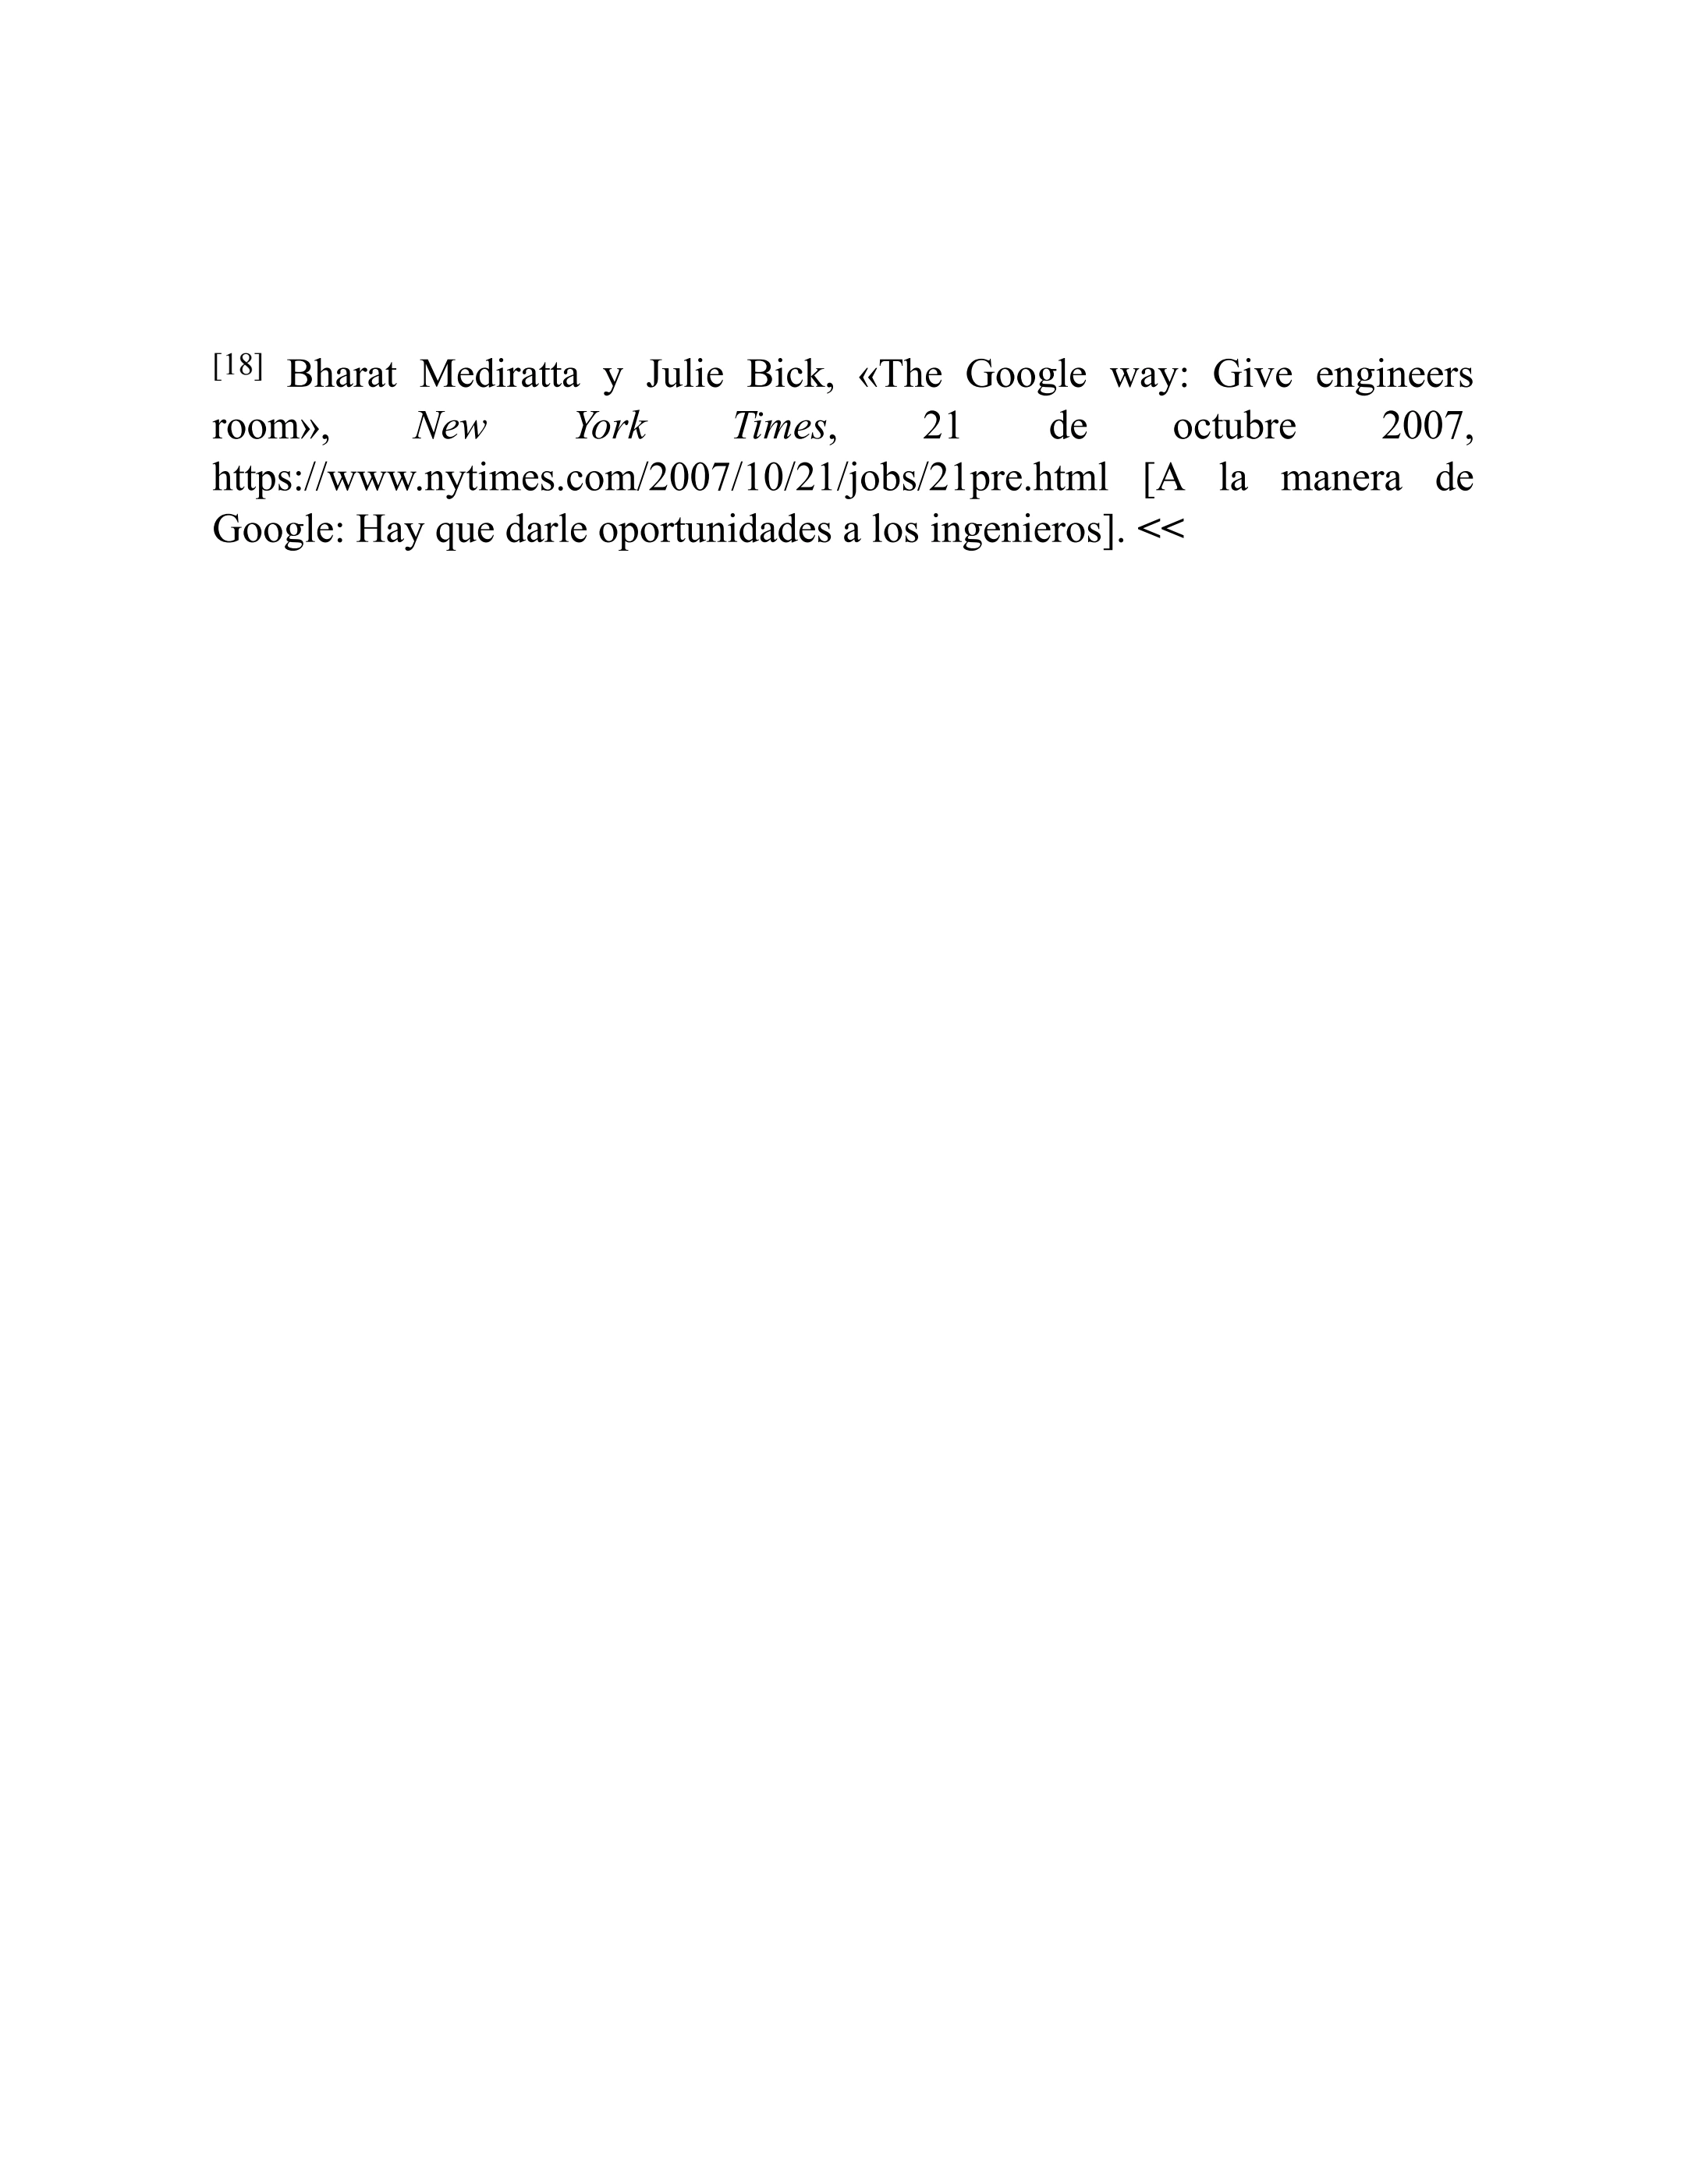 [18] Bharat Mediratta y Julie Bick, «The Google way: Give engineers
room», New York Times, 21 de octubre 2007,
https://www.nytimes.com/2007/10/21/jobs/21pre.html [A la manera de
Google: Hay que darle oportunidades a los ingenieros]. <<